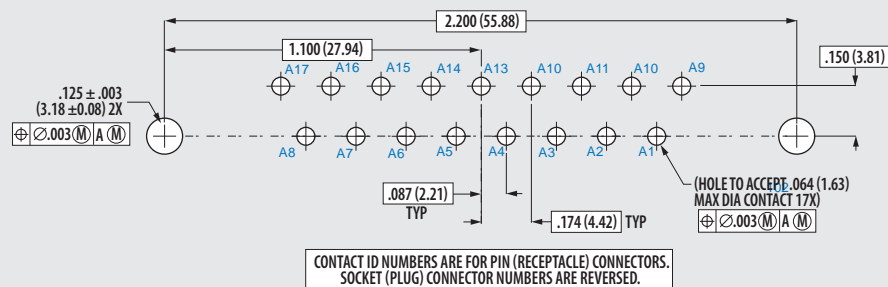 2.200 (55.88)
1.100 (27.94)
.150 (3.81)
A17 A16 A15 A14 A13 A10 A11 A10 A9
.125 ± .003
(3.18 ±0.08) 2X
⌖ ∅.003 Ⓜ A Ⓜ
A8 A7 A6 A5 A4 A3 A2 A1
.087 (2.21)
TYP
.174 (4.42) TYP
(HOLE TO ACCEPT .064 (1.63)
MAX DIA CONTACT 17X)
⌖ ∅.003 Ⓜ A Ⓜ
CONTACT ID NUMBERS ARE FOR PIN (RECEPTACLE) CONNECTORS.
SOCKET (PLUG) CONNECTOR NUMBERS ARE REVERSED.